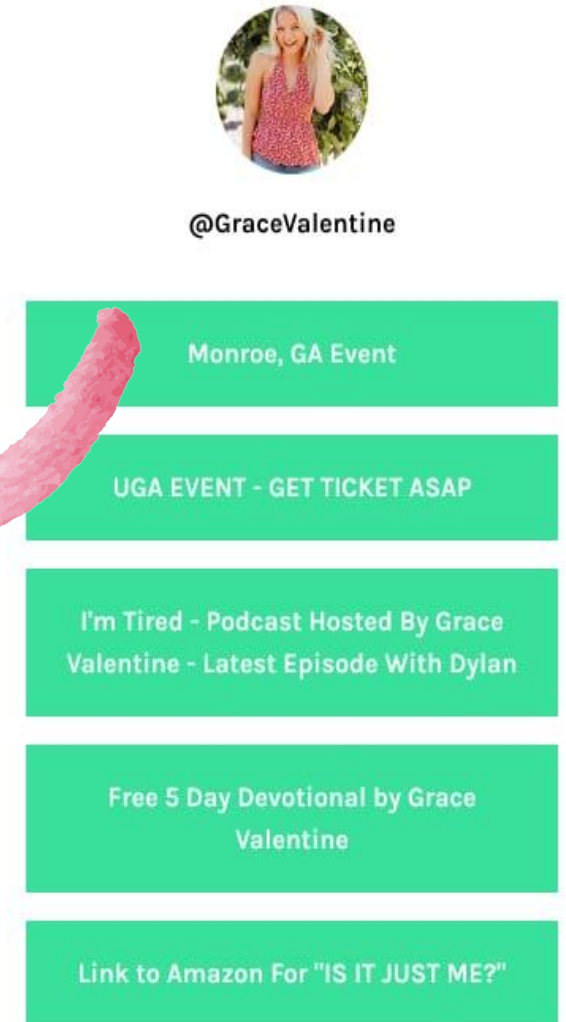 @GraceValentine
Monroe, GA Event
UGA EVENT - GET TICKET ASAP
I'm Tired - Podcast Hosted By Grace
Valentine - Latest Episode With Dylan
Free 5 Day Devotional by Grace
Valentine
Link to Amazon For "IS IT JUST ME?"